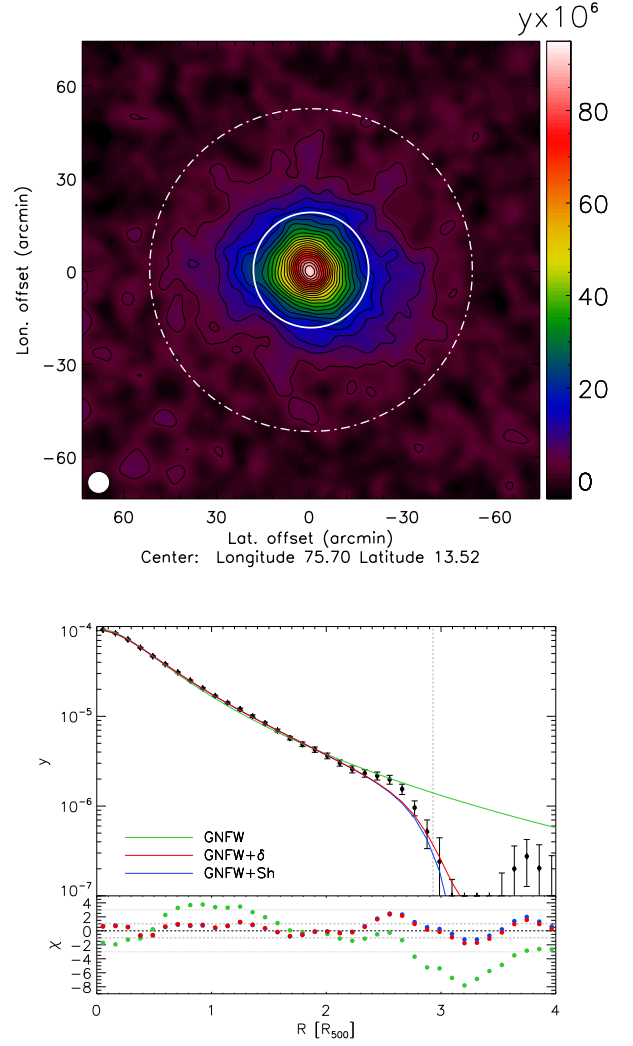 y×10⁶
60
30
0
−30
−60
Lon. offset (arcmin)
80
60
40
20
0
60 30 0 −30 −60
Lat. offset (arcmin)
Center: Longitude 75.70 Latitude 13.52
10⁻⁴
10⁻⁵
10⁻⁶
10⁻⁷
y
GNFW
GNFW+δ
GNFW+Sh
4
2
0
−2
−4
−6
−8
χ
0 1 2 3 4
R [R₅₀₀]